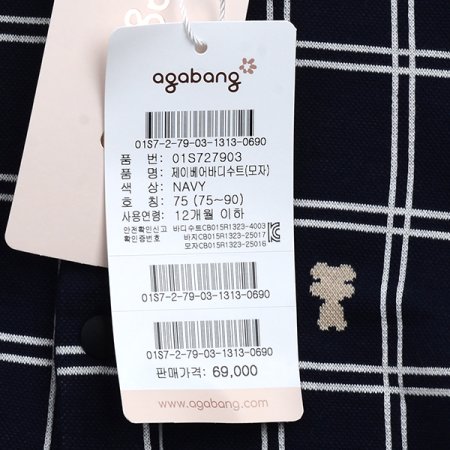 agabang
01S7-2-79-03-1313-0690
품 번: 01S727903
품 명: 제이베어바디수트(모자)
색 상: NAVY
호 칭: 75 (75~90)
사용연령: 12개월 이하
안전확인신고 바디수트CB015R1323-4003
확인증번호 바지CB015R1323-25017
모자CB015R1323-25016
01S7-2-79-03-1313-0690
01S7-2-79-03-1313-0690
판매가격: 69,000
www.agabang.com